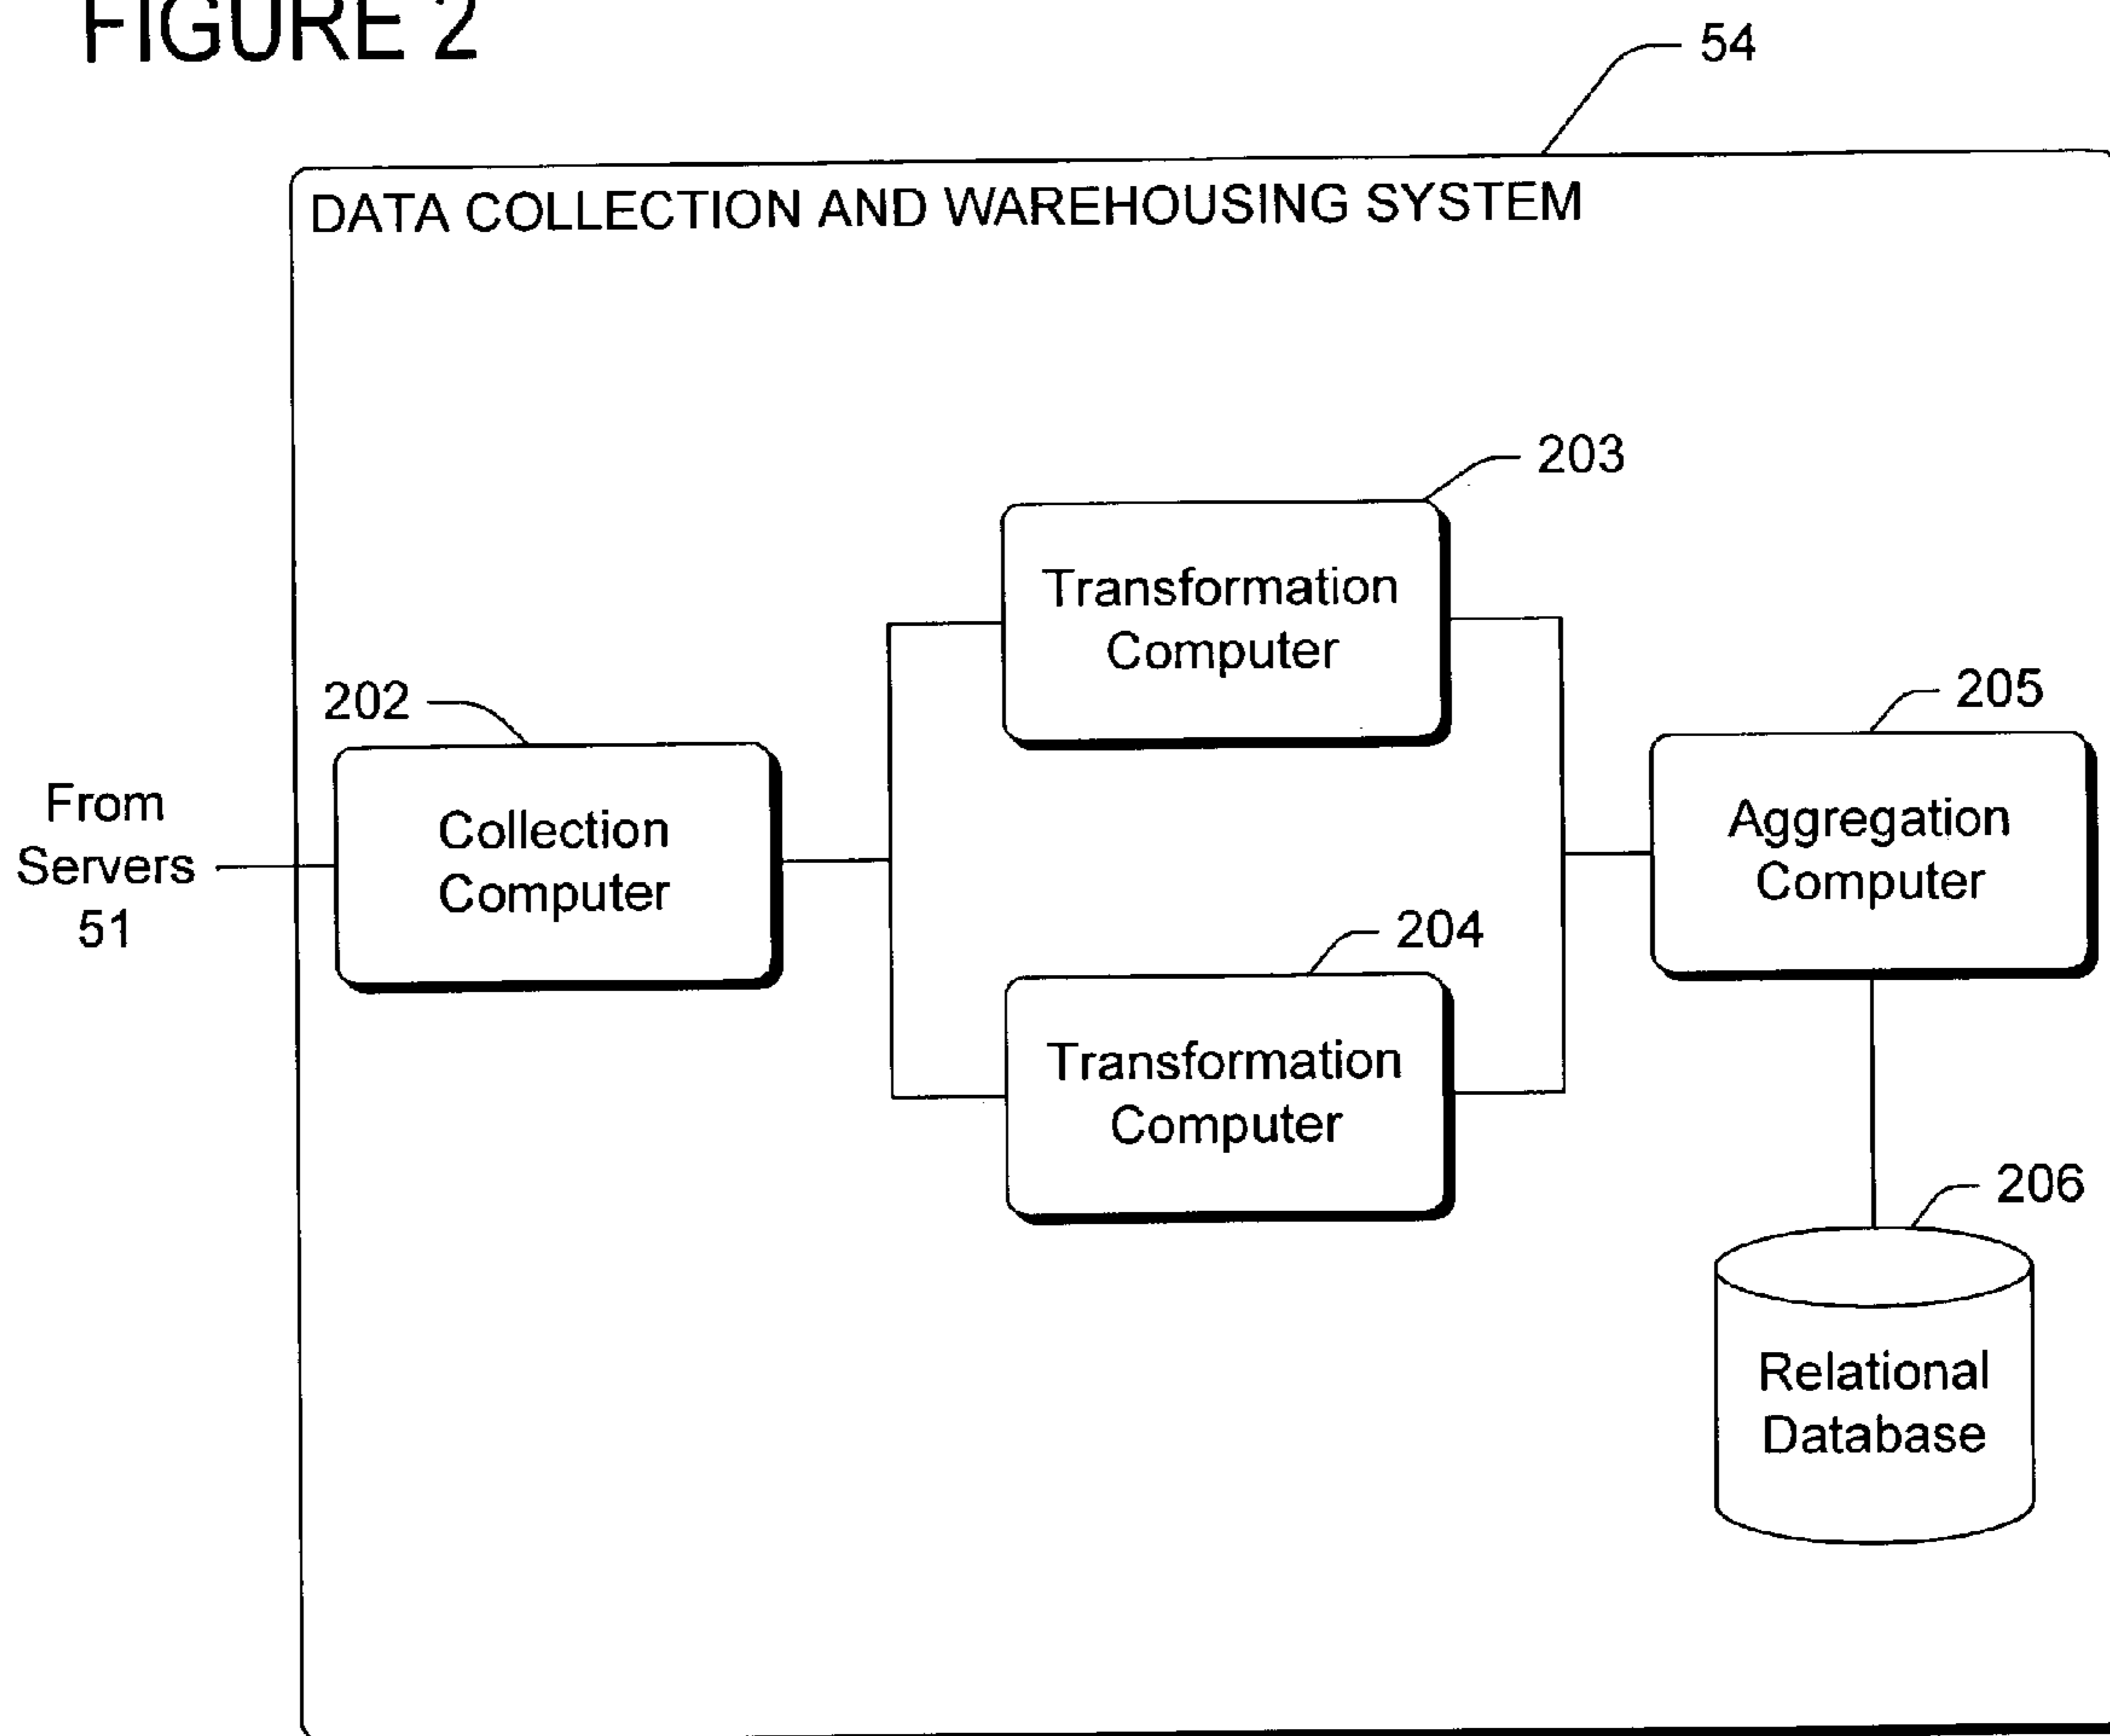 FIGURE 2
54
DATA COLLECTION AND WAREHOUSING SYSTEM
203
Transformation
Computer
202
205
From
Servers
51
Collection
Computer
Aggregation
Computer
204
Transformation
Computer
206
Relational
Database